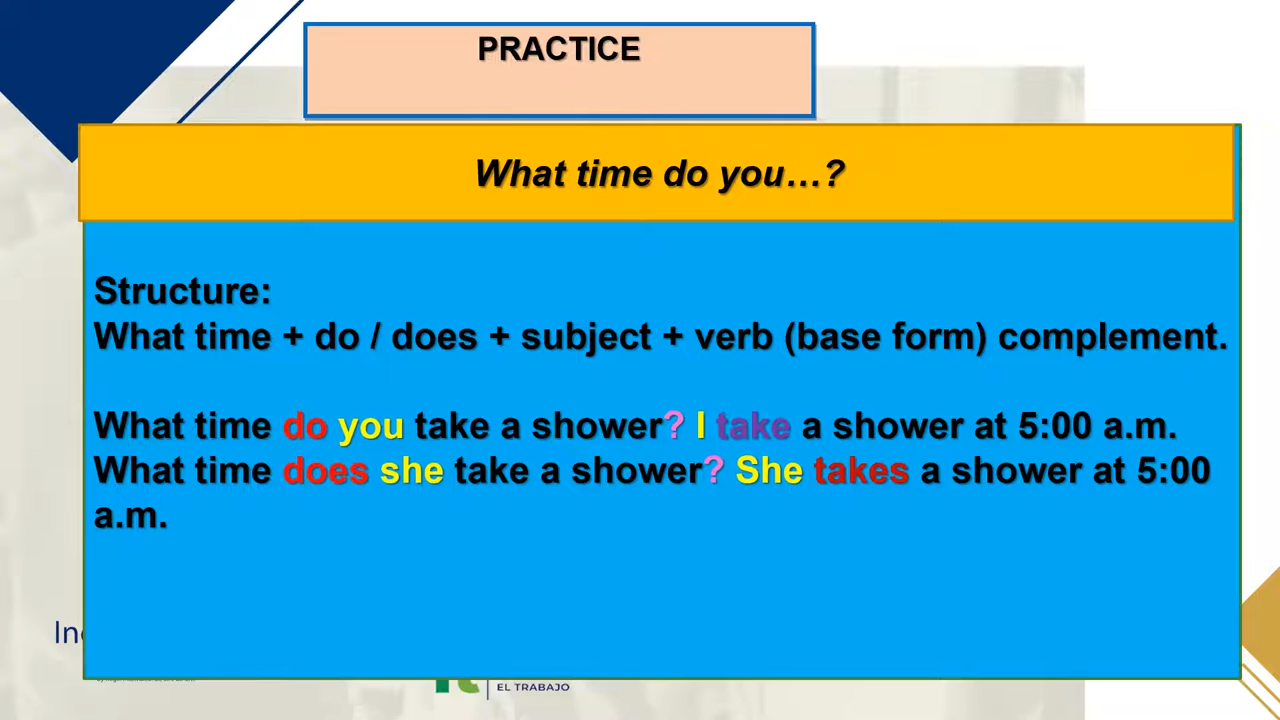 PRACTICE
What time do you…?
Structure:
What time + do / does + subject + verb (base form) complement.
What time do you take a shower? I take a shower at 5:00 a.m.
What time does she take a shower? She takes a shower at 5:00
a.m.
EL TRABAJO